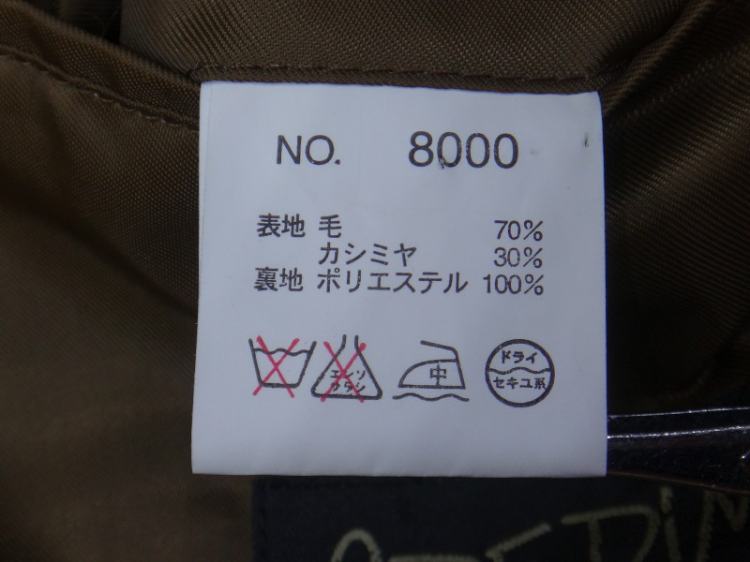 NO. 8000
表地 毛 70%
カシミヤ 30%
裏地 ポリエステル 100%
エンソ
サラシ
中
ドライ
セキユ系